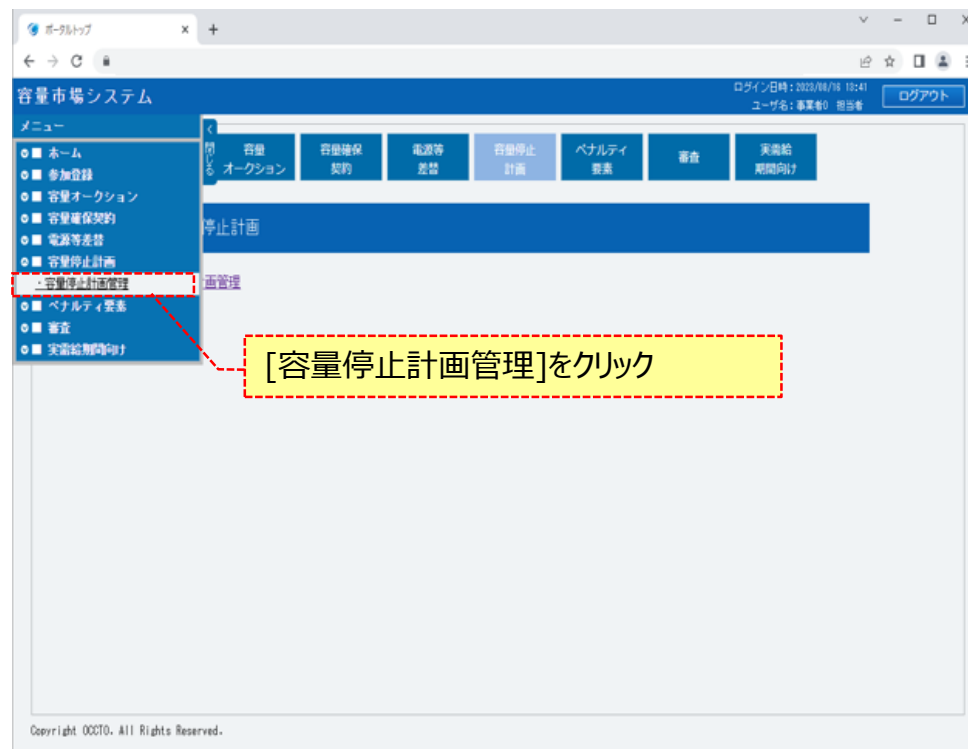 ポータルトップ
容量市場システム
ログイン日時:2023/08/16 13:41
ユーザ名:事業者0 担当者
ログアウト
メニュー
ホーム
参加登録
容量オークション
容量確保契約
電源等差替
容量停止計画
・容量停止計画管理
ペナルティ要素
審査
実需給期間向け
閉じる
容量
オークション
容量確保
契約
電源等
差替
容量停止
計画
ペナルティ
要素
審査
実需給
期間向け
停止計画
画管理
[容量停止計画管理]をクリック
Copyright OCCTO. All Rights Reserved.